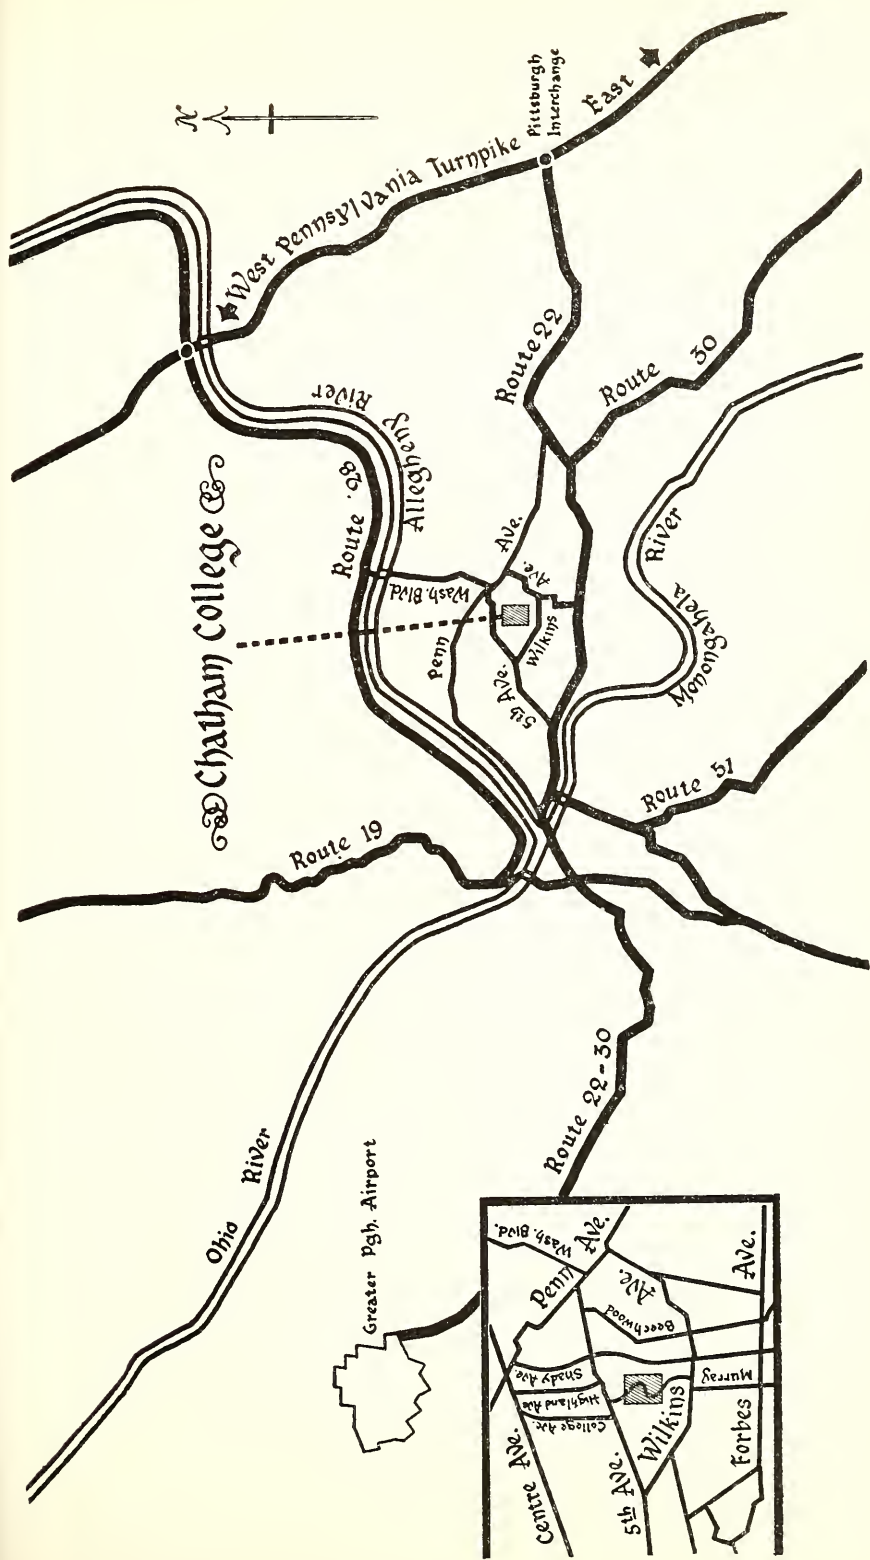 N
Chatham College
West
Pennsylvania Turnpike
Pittsburgh
Interchange
East
Route 28
Allegheny
River
Route 22
Route 30
Penn
Ave.
Wash. Blvd.
5th Ave.
Wilkins
Ave.
River
Monongahela
Route 19
Route 51
Ohio
River
Route 22-30
Greater Pgh. Airport
Centre Ave.
Penn
Ave.
Wash. Blvd.
Shady Ave.
Highland Ave
College Ave.
Beechwood
5th Ave.
Wilkins
Ave.
Murray
Forbes
Ave.